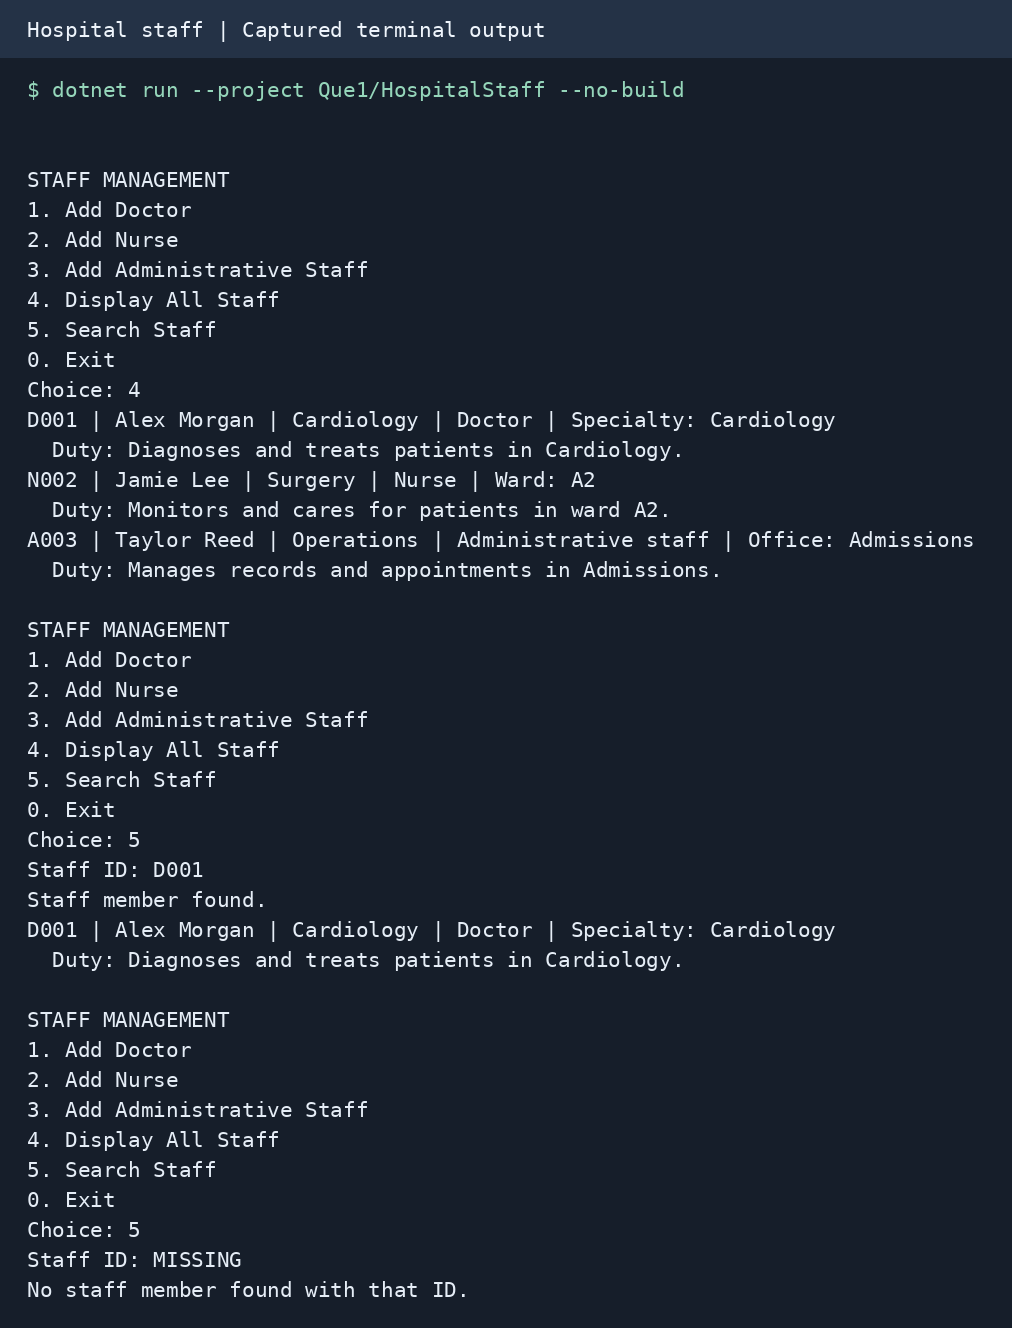 Hospital staff | Captured terminal output
$ dotnet run --project Que1/HospitalStaff --no-build
STAFF MANAGEMENT
1. Add Doctor
2. Add Nurse
3. Add Administrative Staff
4. Display All Staff
5. Search Staff
0. Exit
Choice: 4
D001 | Alex Morgan | Cardiology | Doctor | Specialty: Cardiology
  Duty: Diagnoses and treats patients in Cardiology.
N002 | Jamie Lee | Surgery | Nurse | Ward: A2
  Duty: Monitors and cares for patients in ward A2.
A003 | Taylor Reed | Operations | Administrative staff | Office: Admissions
  Duty: Manages records and appointments in Admissions.
STAFF MANAGEMENT
1. Add Doctor
2. Add Nurse
3. Add Administrative Staff
4. Display All Staff
5. Search Staff
0. Exit
Choice: 5
Staff ID: D001
Staff member found.
D001 | Alex Morgan | Cardiology | Doctor | Specialty: Cardiology
  Duty: Diagnoses and treats patients in Cardiology.
STAFF MANAGEMENT
1. Add Doctor
2. Add Nurse
3. Add Administrative Staff
4. Display All Staff
5. Search Staff
0. Exit
Choice: 5
Staff ID: MISSING
No staff member found with that ID.